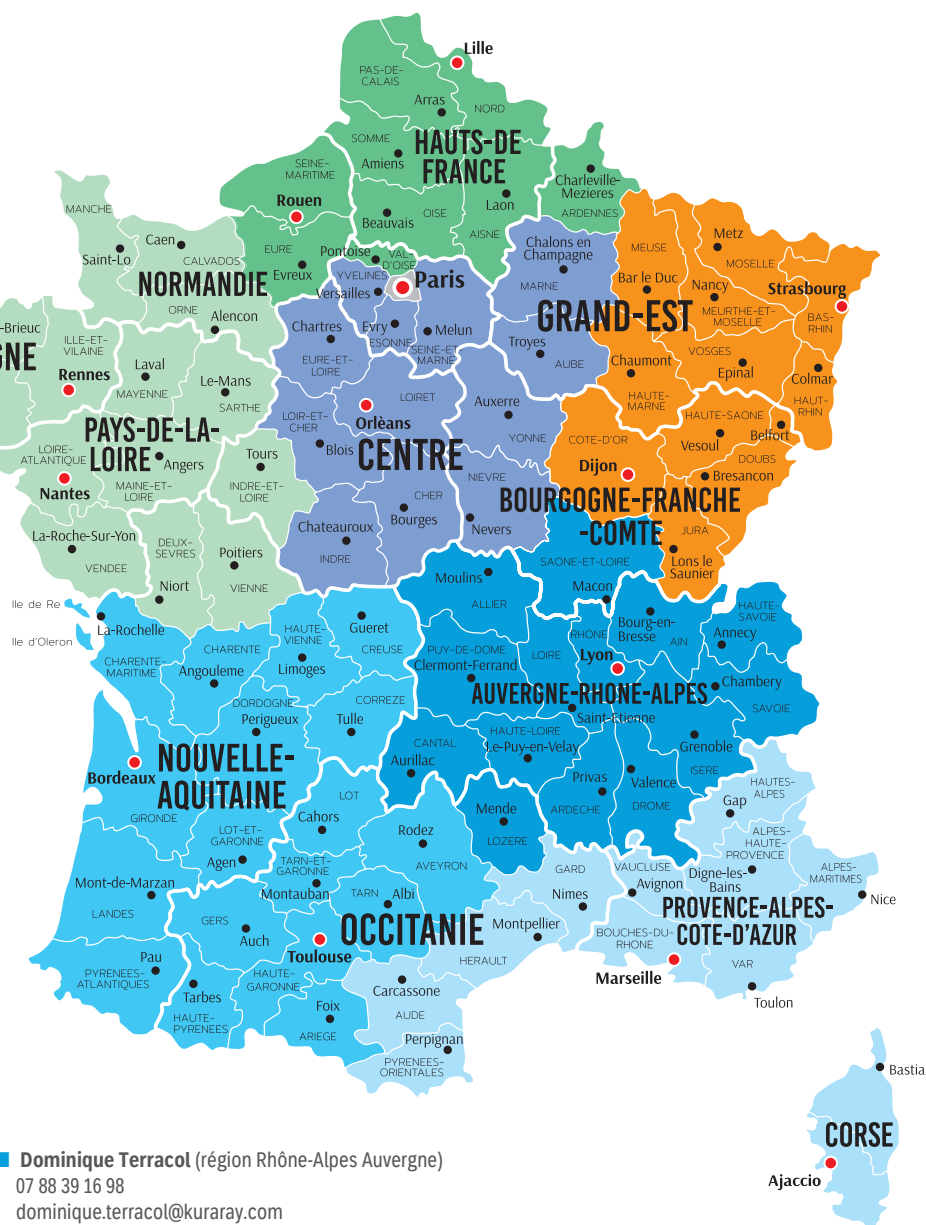 Lille
PAS-DE-
CALAIS
Arras
NORD
SOMME
HAUTS-DE
FRANCE
Amiens
SEINE-
MARITIME
Charleville-
Mezieres
Rouen
Laon
Beauvais
OISE
ARDENNES
MANCHE
AISNE
Caen
Saint-Lo
CALVADOS
EURE
Evreux
Pontoise
VAL-
D'OISE
Chalons en
Champagne
MEUSE
Metz
MOSELLE
NORMANDIE
YVELINES
Versailles
Paris
MARNE
Bar le Duc
Nancy
Strasbourg
ORNE
Alencon
GRAND-EST
MEURTHE-ET-
MOSELLE
BAS-
RHIN
-Brieuc
GNE
ILLE-ET-
VILAINE
Chartres
Evry
ESONNE
Melun
SEINE-ET-
MARNE
Troyes
AUBE
Chaumont
VOSGES
Epinal
Colmar
Rennes
Laval
MAYENNE
Le-Mans
SARTHE
EURE-ET-
LOIRE
LOIRET
HAUTE-
MARNE
HAUT-
RHIN
LOIR-ET-
CHER
Orlèans
Auxerre
HAUTE-SAONE
Vesoul
Belfort
PAYS-DE-LA-
LOIRE
Blois
CENTRE
YONNE
COTE-D'OR
DOUBS
LOIRE-
ATLANTIQUE
Angers
Tours
Dijon
Bresancon
Nantes
MAINE-ET-
LOIRE
INDRE-ET-
LOIRE
NIEVRE
CHER
Bourges
BOURGOGNE-FRANCHE
-COMTE
Nevers
Chateauroux
INDRE
La-Roche-Sur-Yon
VENDEE
DEUX-
SEVRES
Poitiers
VIENNE
Niort
JURA
Lons le
Saunier
SAONE-ET-LOIRE
Macon
Moulins
ALLIER
Ile de Re
La-Rochelle
Ile d'Oleron
Gueret
CREUSE
HAUTE-
VIENNE
Limoges
CHARENTE
Angouleme
CHARENTE-
MARITIME
Bourg-en-
Bresse
AIN
HAUTE-
SAVOIE
Annecy
RHONE
Lyon
LOIRE
PUY-DE-DOME
Clermont-Ferrand
AUVERGNE-RHONE-ALPES
Chambery
SAVOIE
Saint-Etienne
DORDOGNE
Perigueux
CORREZE
Tulle
HAUTE-LOIRE
Le-Puy-en-Velay
Grenoble
ISERE
CANTAL
Aurillac
NOUVELLE-
AQUITAINE
Bordeaux
GIRONDE
LOT
Cahors
Privas
ARDECHE
Valence
DROME
Mende
LOZERE
HAUTES-
ALPES
Gap
LOT-ET-
GARONNE
Agen
TARN-ET-
GARONNE
Montauban
Rodez
AVEYRON
ALPES-
HAUTE-
PROVENCE
Digne-les-
Bains
ALPES-
MARITIMES
Nice
Mont-de-Marzan
LANDES
TARN
Albi
GARD
Nimes
VAUCLUSE
Avignon
PROVENCE-ALPES-
COTE-D'AZUR
GERS
Auch
Toulouse
OCCITANIE
Montpellier
HERAULT
BOUCHES-DU-
RHONE
Marseille
VAR
Toulon
Pau
PYRENEES-
ATLANTIQUES
Tarbes
HAUTE-
PYRENEES
HAUTE-
GARONNE
Foix
ARIEGE
Carcassone
AUDE
Perpignan
PYRENEES-
ORIENTALES
Bastia
CORSE
Ajaccio
Dominique Terracol (région Rhône-Alpes Auvergne)
07 88 39 16 98
dominique.terracol@kuraray.com